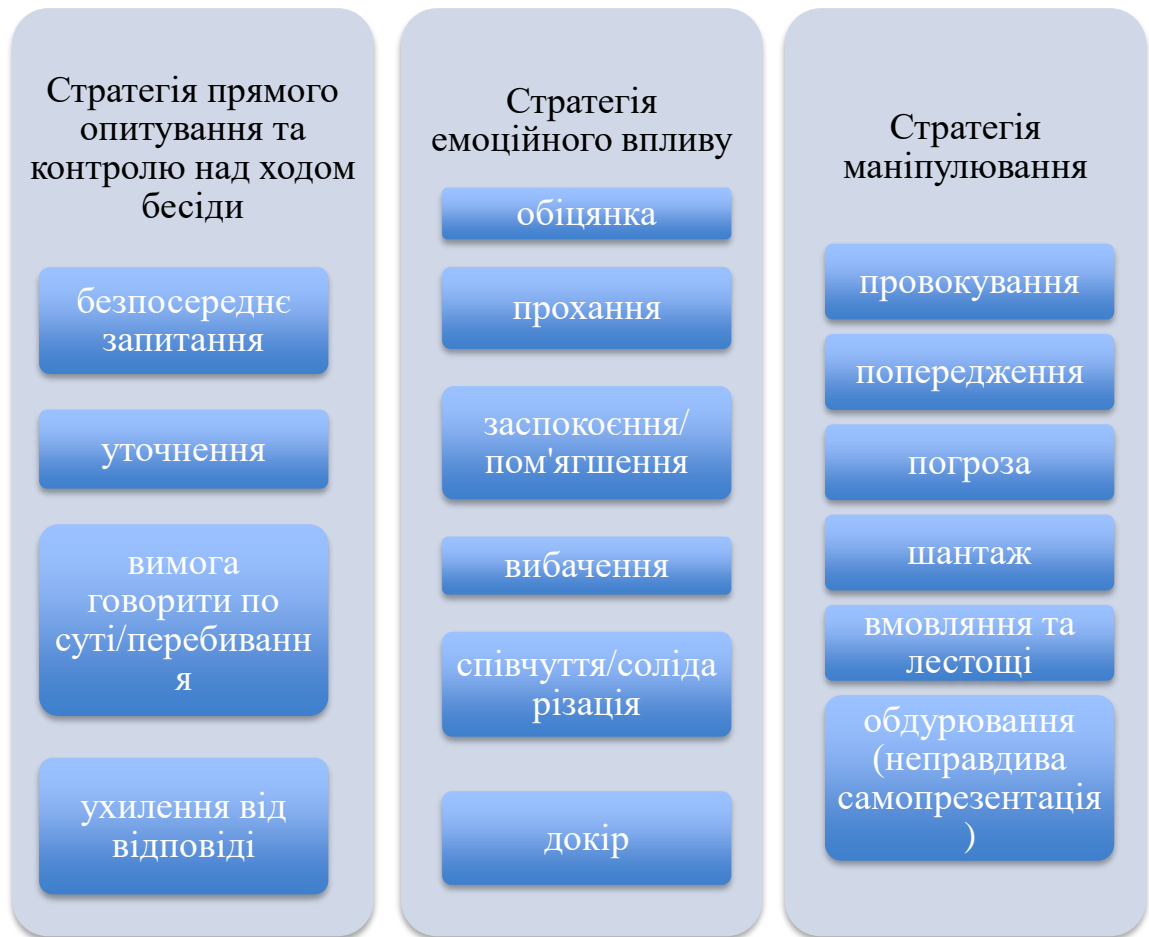 Стратегія прямого
опитування та
контролю над ходом
бесіди
безпосереднє
запитання
уточнення
вимога
говорити по
суті/перебиванн
я
ухилення від
відповіді
Стратегія
емоційного впливу
обіцянка
прохання
заспокоєння/
пом'ягшення
вибачення
співчуття/соліда
різація
докір
Стратегія
маніпулювання
провокування
попередження
погроза
шантаж
вмовляння та
лестощі
обдурювання
(неправдива
самопрезентація
)